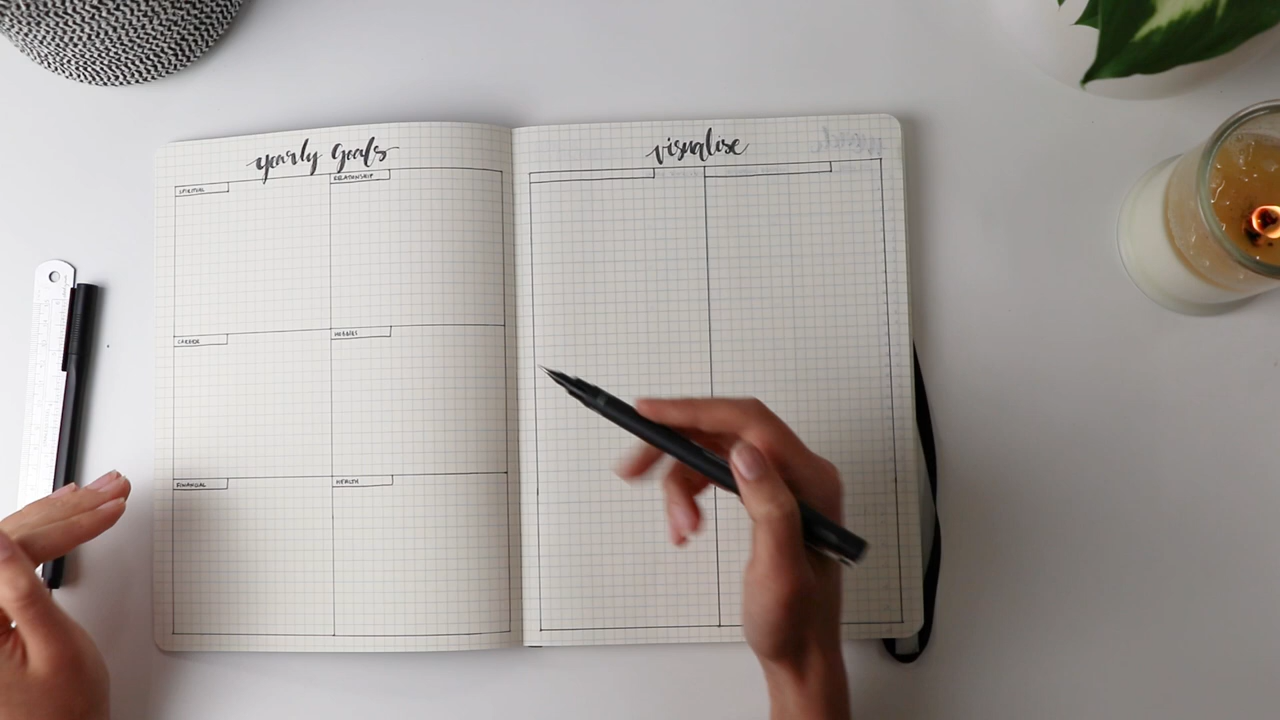 yearly Goals
SPIRITUAL
RELATIONSHIP
CAREER
HOBBIES
FINANCIAL
HEALTH
visualise